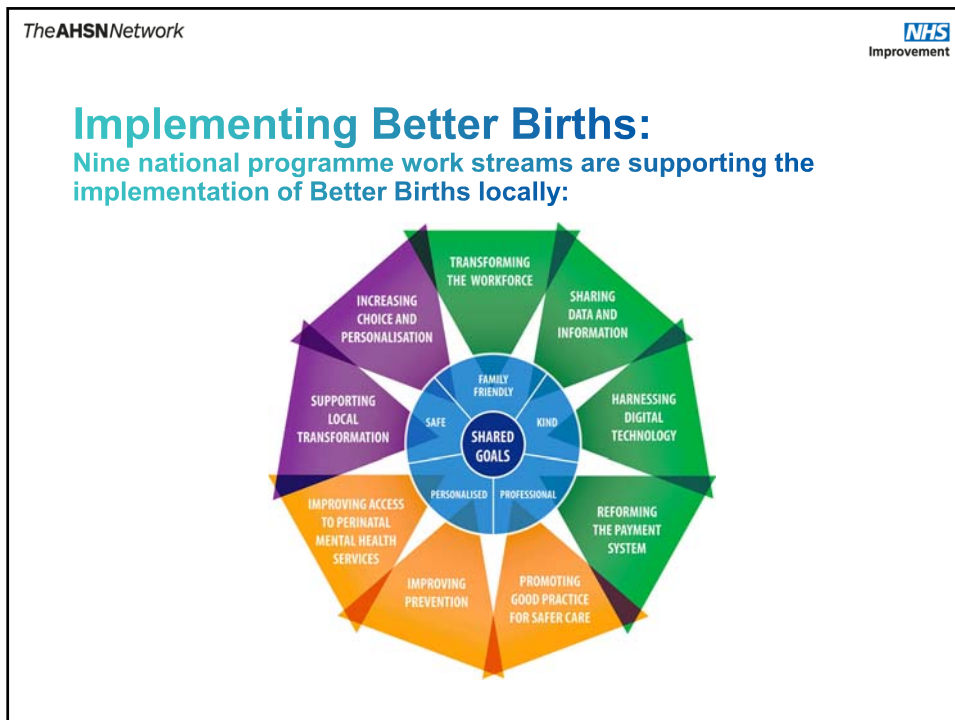 TheAHSNNetwork
NHS
Improvement
Implementing Better Births:
Nine national programme work streams are supporting the
implementation of Better Births locally:
TRANSFORMING
THE WORKFORCE
SHARING
DATA AND
INFORMATION
HARNESSING
DIGITAL
TECHNOLOGY
REFORMING
THE PAYMENT
SYSTEM
PROMOTING
GOOD PRACTICE
FOR SAFER CARE
IMPROVING
PREVENTION
IMPROVING ACCESS
TO PERINATAL
MENTAL HEALTH
SERVICES
SUPPORTING
LOCAL
TRANSFORMATION
INCREASING
CHOICE AND
PERSONALISATION
FAMILY
FRIENDLY
KIND
PROFESSIONAL
PERSONALISED
SAFE
SHARED
GOALS